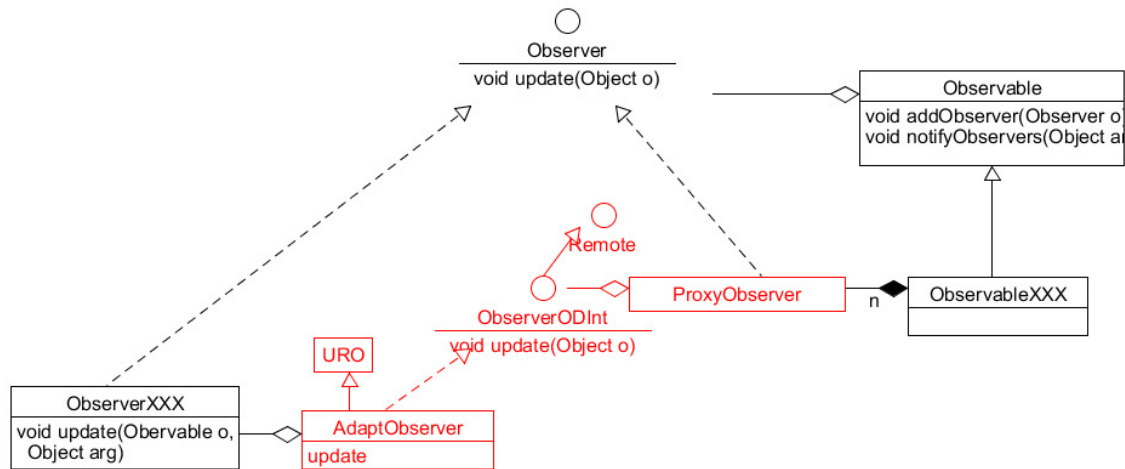 Observer
void update(Object o)
Observable
void addObserver(Observer o)
void notifyObservers(Object ar
Remote
ProxyObserver
n
ObservableXXX
ObserverODInt
void update(Object o)
URO
ObserverXXX
void update(Obervable o,
Object arg)
AdaptObserver
update